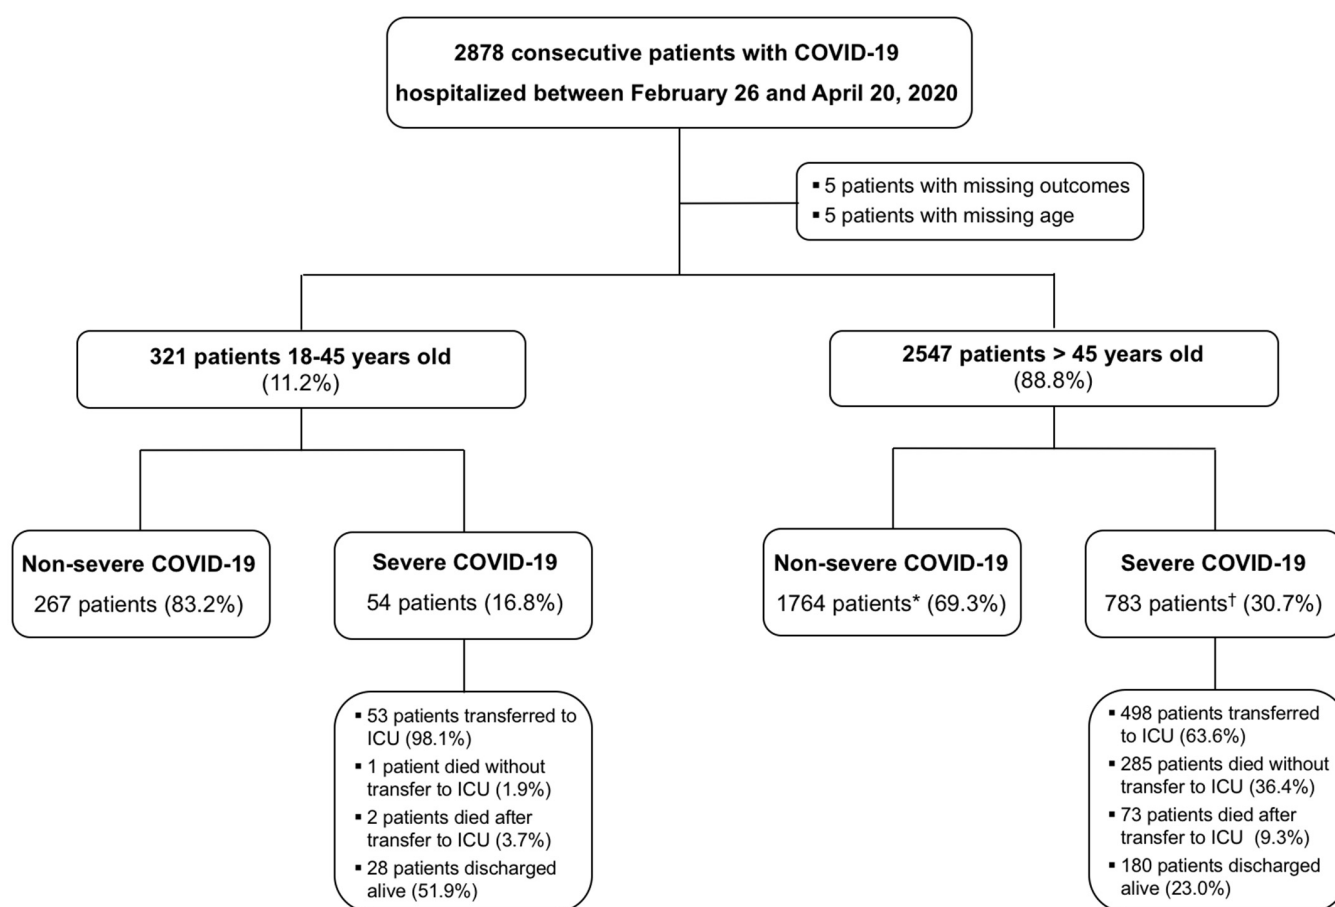 2878 consecutive patients with COVID-19
hospitalized between February 26 and April 20, 2020
▪ 5 patients with missing outcomes
▪ 5 patients with missing age
321 patients 18-45 years old
(11.2%)
2547 patients > 45 years old
(88.8%)
Non-severe COVID-19
267 patients (83.2%)
Severe COVID-19
54 patients (16.8%)
Non-severe COVID-19
1764 patients* (69.3%)
Severe COVID-19
783 patients† (30.7%)
▪ 53 patients transferred to
ICU (98.1%)
▪ 1 patient died without
transfer to ICU (1.9%)
▪ 2 patients died after
transfer to ICU (3.7%)
▪ 28 patients discharged
alive (51.9%)
▪ 498 patients transferred
to ICU (63.6%)
▪ 285 patients died without
transfer to ICU (36.4%)
▪ 73 patients died after
transfer to ICU (9.3%)
▪ 180 patients discharged
alive (23.0%)